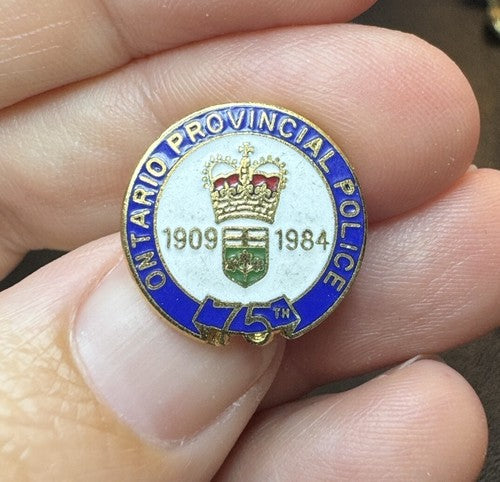 ONTARIO PROVINCIAL POLICE
1909 1984
75TH